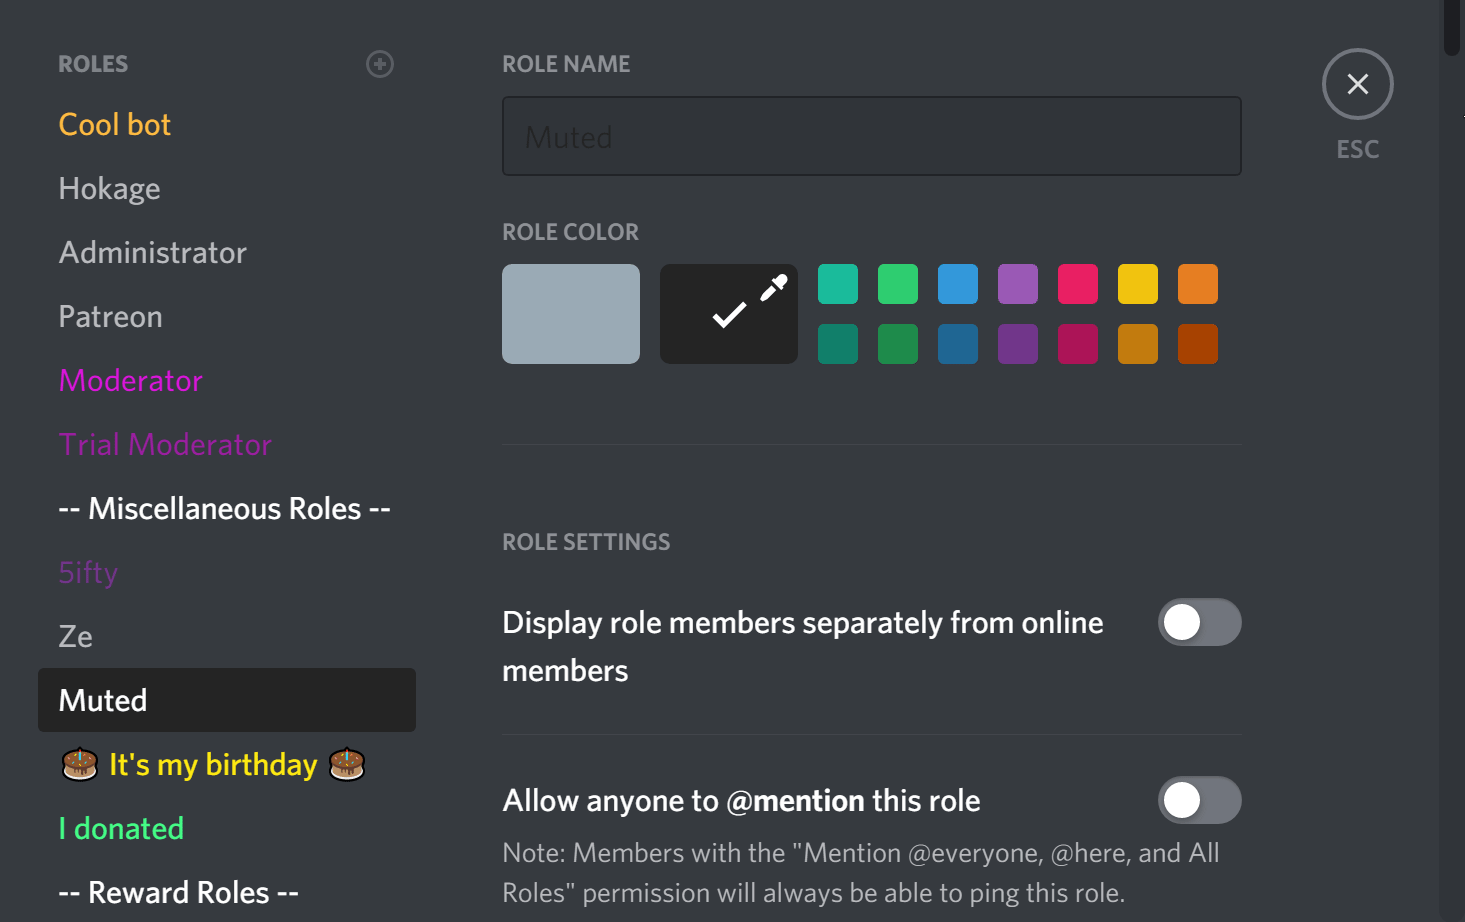 ROLES
Cool bot
Hokage
Administrator
Patreon
Moderator
Trial Moderator
-- Miscellaneous Roles --
5ifty
Ze
Muted
It's my birthday
I donated
-- Reward Roles --
ROLE NAME
Muted
ROLE COLOR
ROLE SETTINGS
Display role members separately from online
members
Allow anyone to @mention this role
Note: Members with the "Mention @everyone, @here, and All
Roles" permission will always be able to ping this role.
ESC